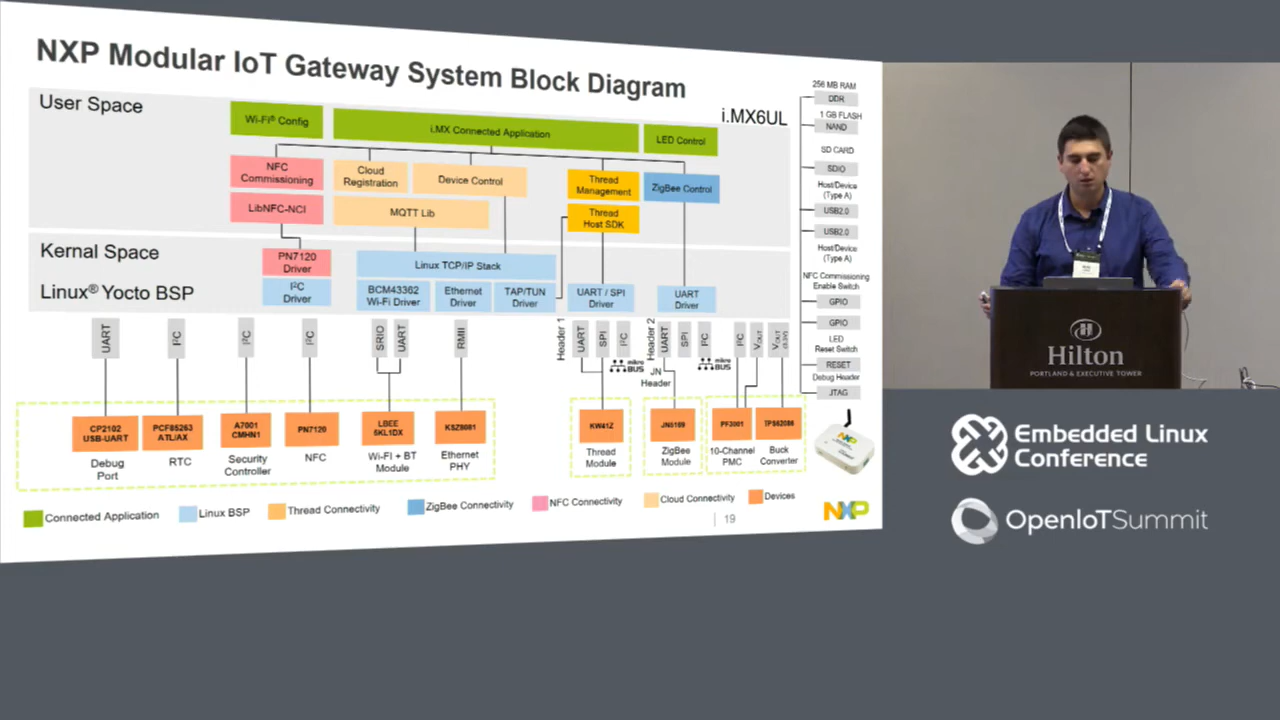 NXP Modular IoT Gateway System Block Diagram
User Space
i.MX6UL
Wi-Fi® Config
i.MX Connected Application
LED Control
NFC
Commissioning
Cloud
Registration
Device Control
Thread
Management
ZigBee Control
LibNFC-NCI
MQTT Lib
Thread
Host SDK
Kernal Space
Linux® Yocto BSP
PN7120
Driver
I²C
Driver
Linux TCP/IP Stack
BCM43362
Wi-Fi Driver
Ethernet
Driver
TAP/TUN
Driver
UART / SPI
Driver
UART
Driver
UART
I²C
I²C
I²C
SRIO
UART
RMII
Header 1
UART
SPI
I²C
mikro
BUS
Header 2
UART
SPI
I²C
mikro
BUS
JN
Header
I²C
VOUT
VOUT
CP2102
USB-UART
Debug
Port
PCF85263
ATL/AX
RTC
A7001
CMHN1
Security
Controller
PN7120
NFC
LBEE
5KL1DX
Wi-Fi + BT
Module
KSZ8081
Ethernet
PHY
KW41Z
Thread
Module
JN5169
ZigBee
Module
PF3001
10-Channel
PMC
TPS62086
Buck
Converter
256 MB RAM
DDR
1 GB FLASH
NAND
SD CARD
SDIO
Host/Device
(Type A)
USB2.0
USB2.0
Host/Device
(Type A)
NFC Commissioning
Enable Switch
GPIO
GPIO
LED
Reset Switch
RESET
Debug Header
JTAG
Connected Application
Linux BSP
Thread Connectivity
ZigBee Connectivity
NFC Connectivity
Cloud Connectivity
Devices
19
NXP
Hilton
PORTLAND & EXECUTIVE TOWER
Embedded Linux
Conference
OpenIoTSummit